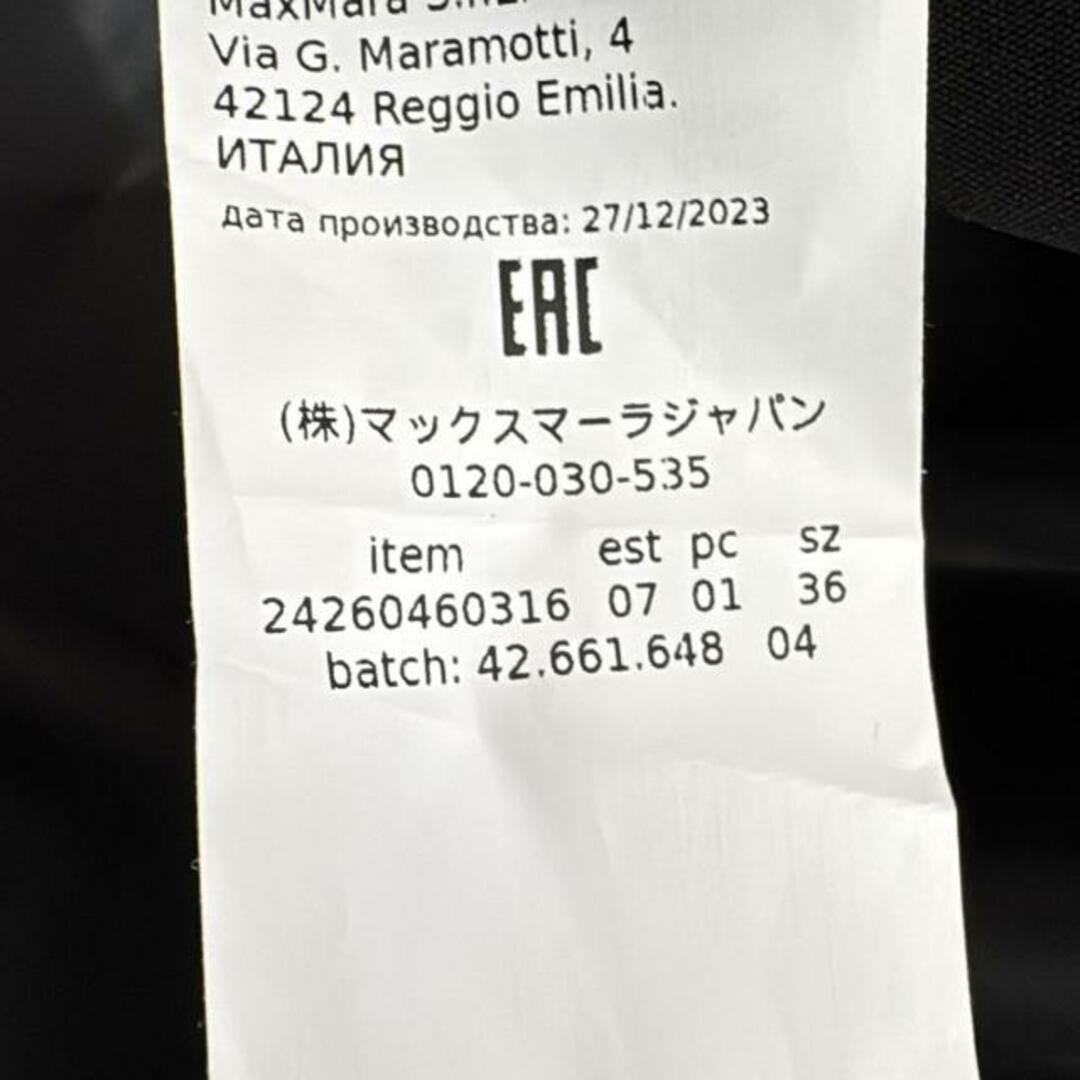 MaxMara S.R.L.
Via G. Maramotti, 4
42124 Reggio Emilia.
ИТАЛИЯ
дата производства: 27/12/2023
EAC
(株)マックスマーラジャパン
0120-030-535
item est pc sz
24260460316 07 01 36
batch: 42.661.648 04